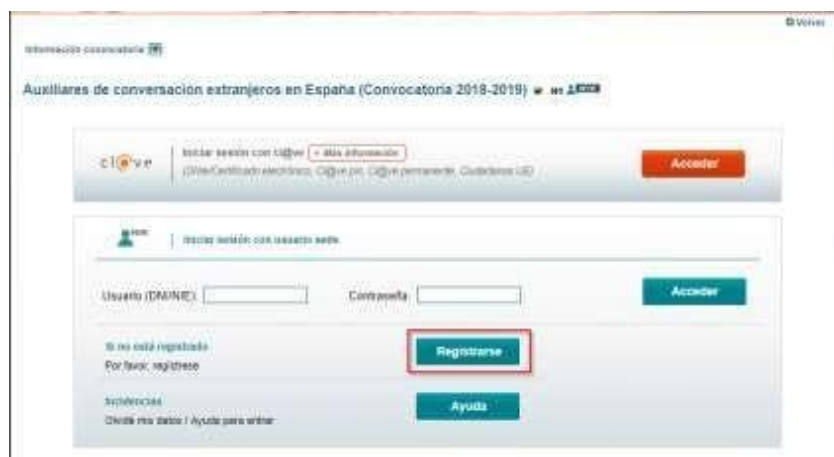 Volver
Información convocatoria
Auxiliares de conversación extranjeros en España (Convocatoria 2018-2019)
cl@ve
Iniciar sesión con Cl@ve + Más información
(DNIe/Certificado electrónico, Cl@ve pin, Cl@ve permanente, Ciudadanos UE)
Acceder
Iniciar sesión con usuario sede
Usuario (DNI/NIE):
Contraseña:
Acceder
Si no está registrado
Por favor, regístrese
Registrarse
Incidencias
Olvidé mis datos / Ayuda para entrar
Ayuda